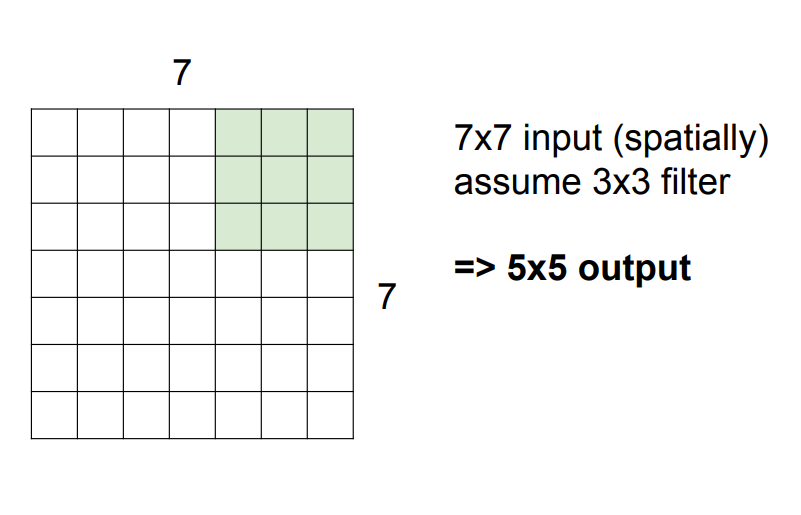 7
7x7 input (spatially)
assume 3x3 filter
=> 5x5 output
7